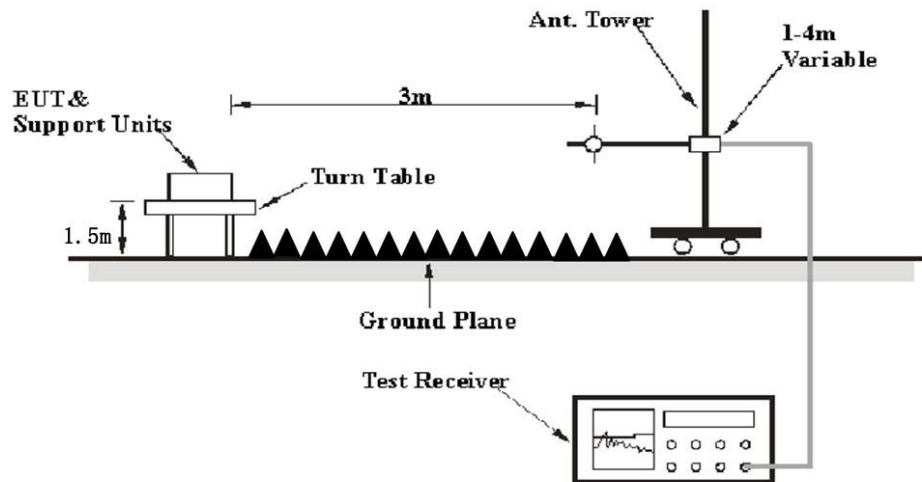 Ant. Tower
1-4m
Variable
3m
EUT&
Support Units
Turn Table
1.5m
Ground Plane
Test Receiver